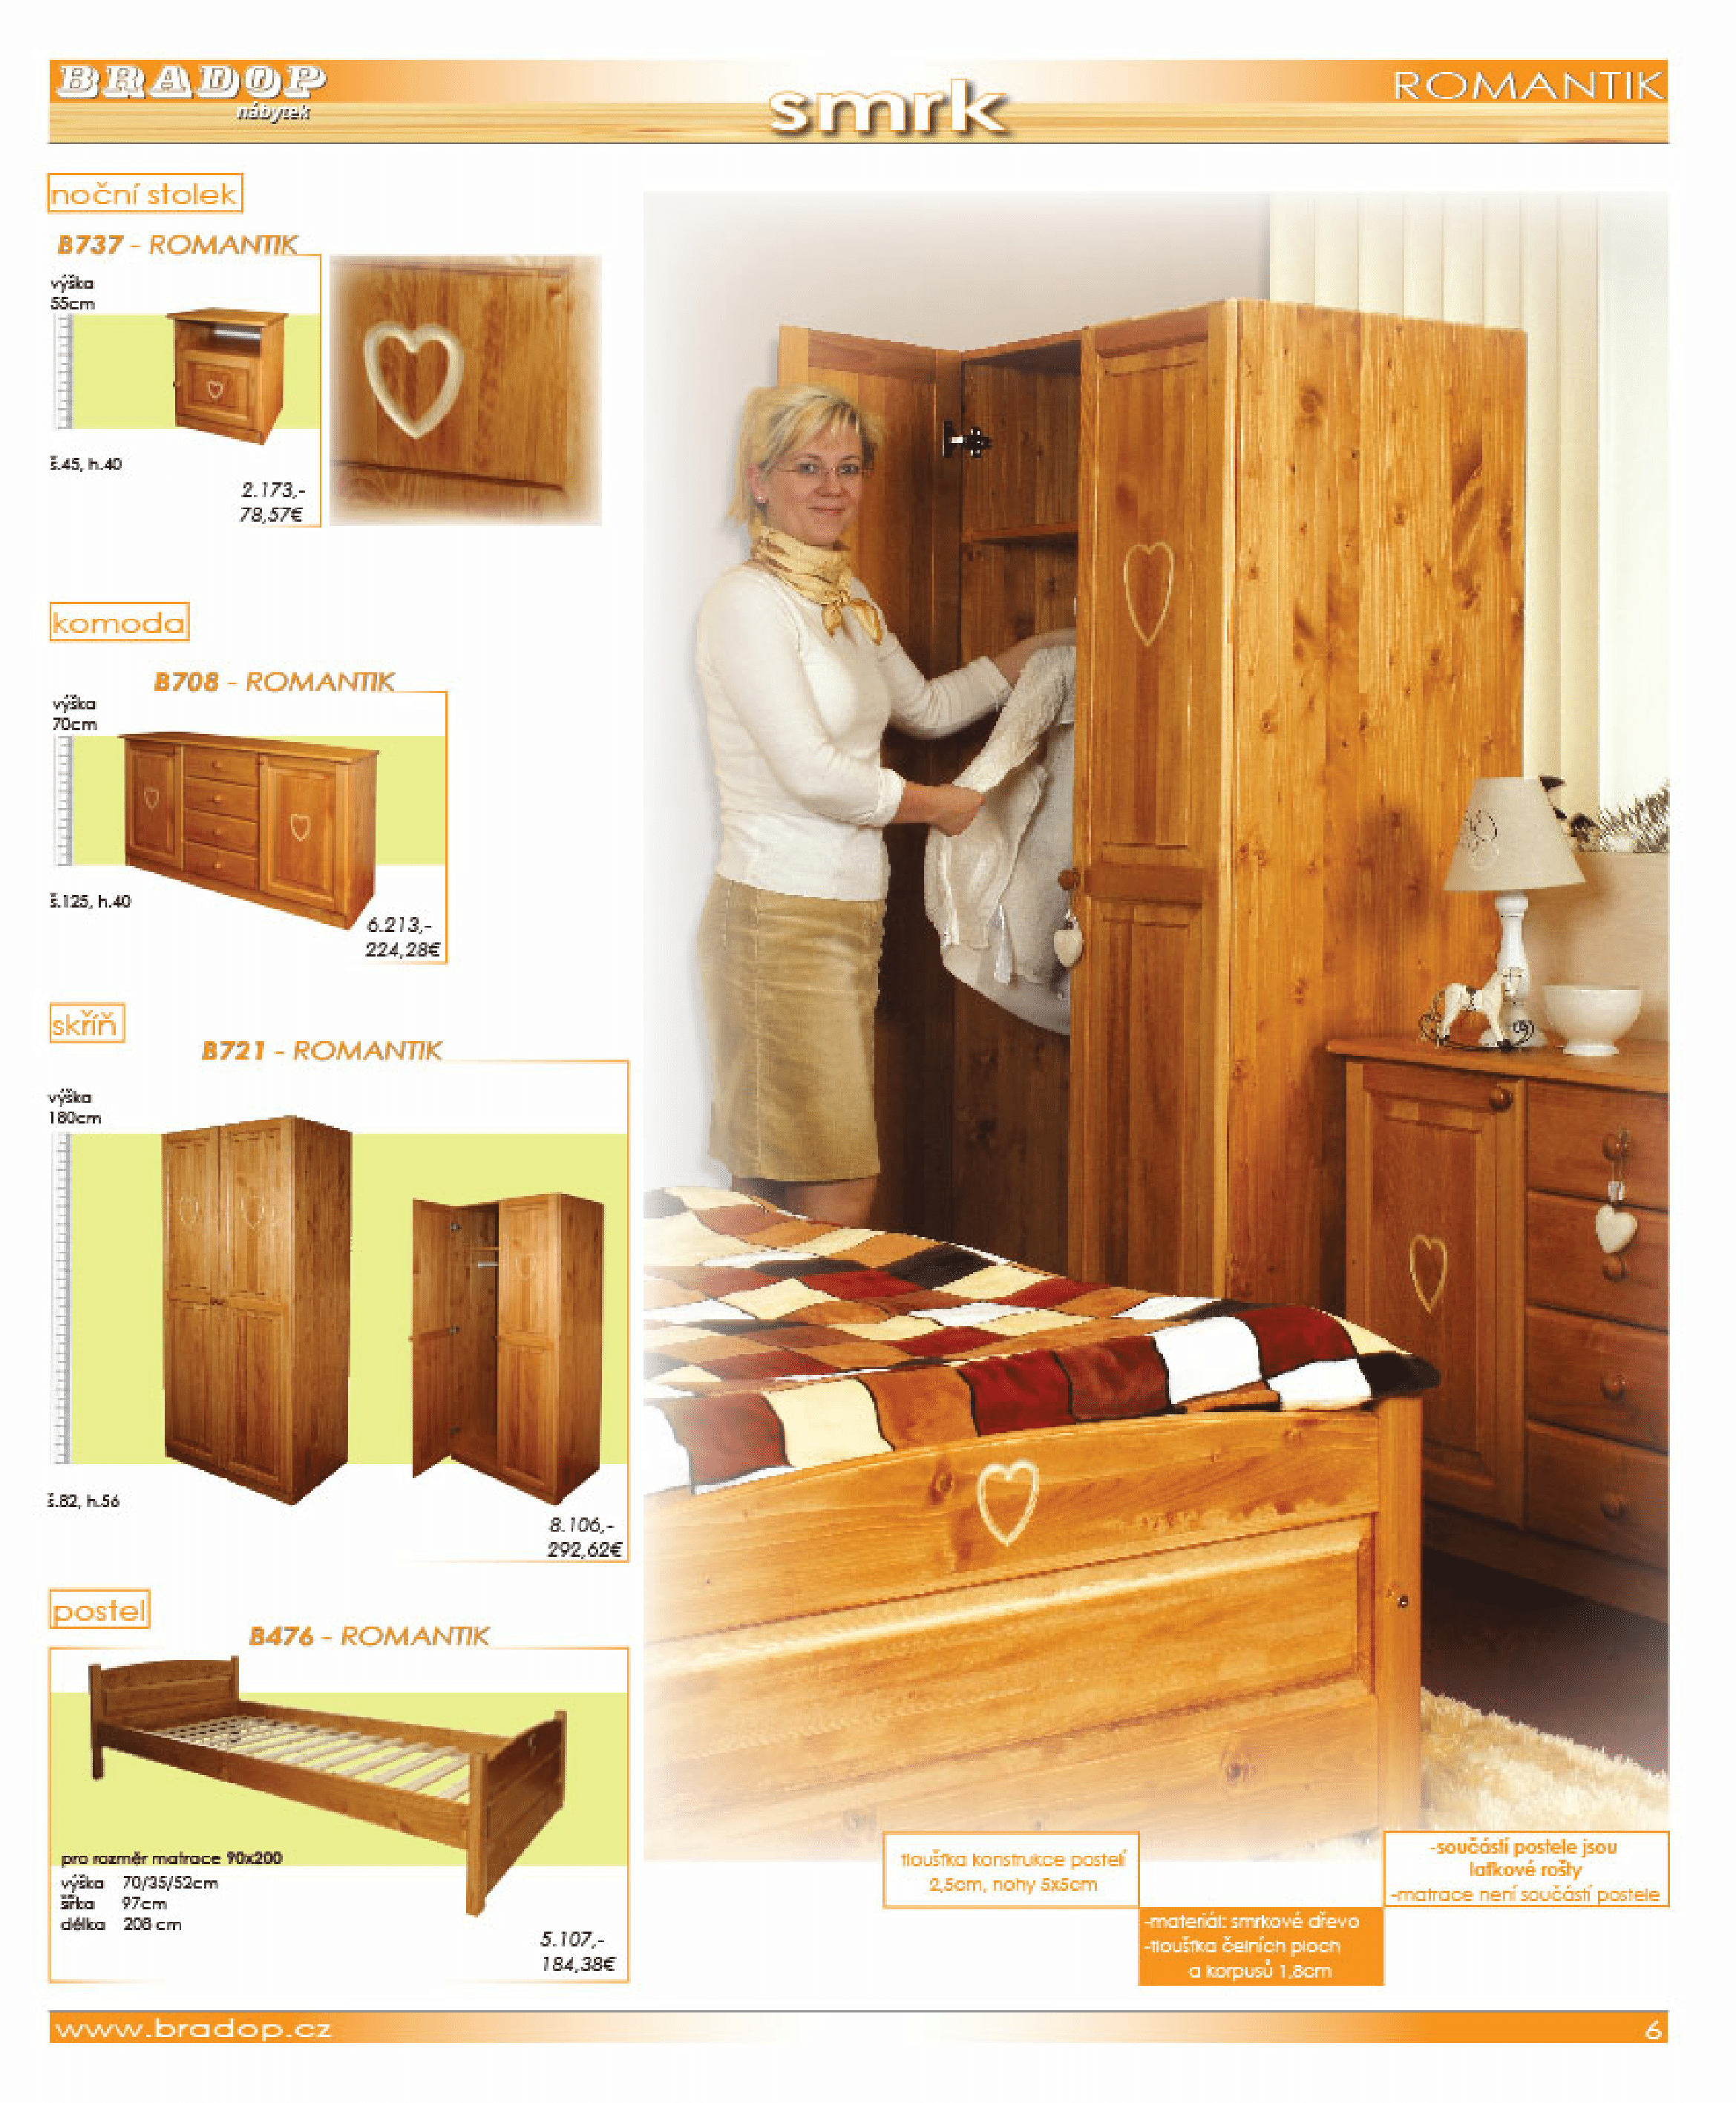 BRADOP
nábytek
smrk
ROMANTIK
noční stolek
B737 - ROMANTIK
výška
55cm
š.45, h.40
2.173,-
78,57€
komoda
B708 - ROMANTIK
výška
70cm
š.125, h.40
6.213,-
224,28€
skříň
B721 - ROMANTIK
výška
180cm
š.82, h.56
8.106,-
292,62€
postel
B476 - ROMANTIK
pro rozměr matrace 90x200
výška 70/35/52cm
šířka 97cm
délka 208 cm
5.107,-
184,38€
tloušťka konstrukce postelí
2,5cm, nohy 5x5cm
-materiál: smrkové dřevo
-tloušťka čelních ploch
a korpusů 1,8cm
-součástí postele jsou
laťkové rošty
-matrace není součástí postele
www.bradop.cz
6